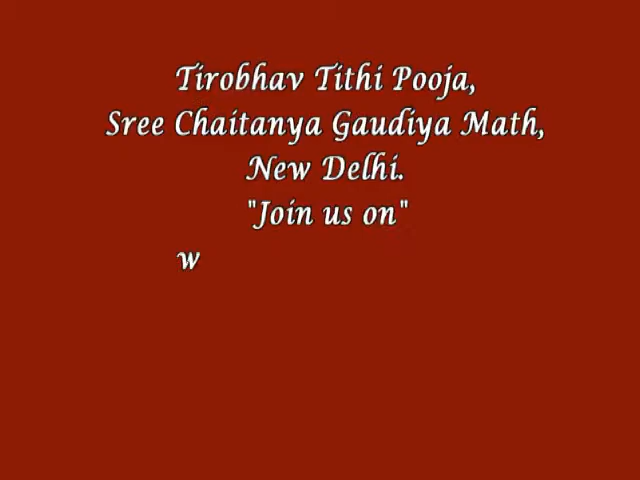 Tirobhav Tithi Pooja,
Sree Chaitanya Gaudiya Math,
New Delhi.
"Join us on"
w